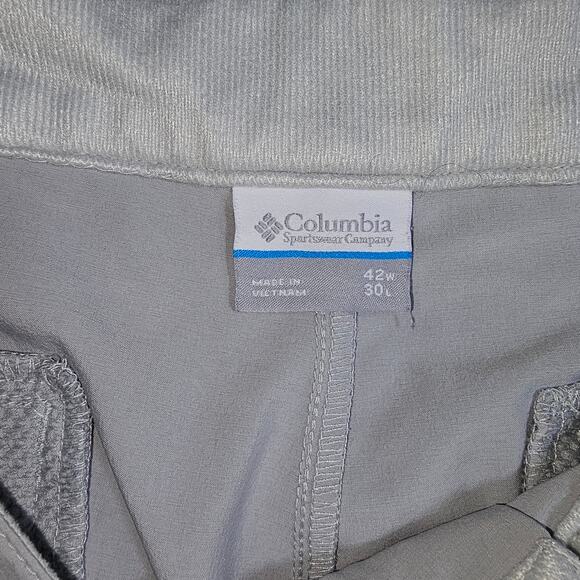 Columbia
Sportswear Company
42W
MADE IN
30L
VIETNAM